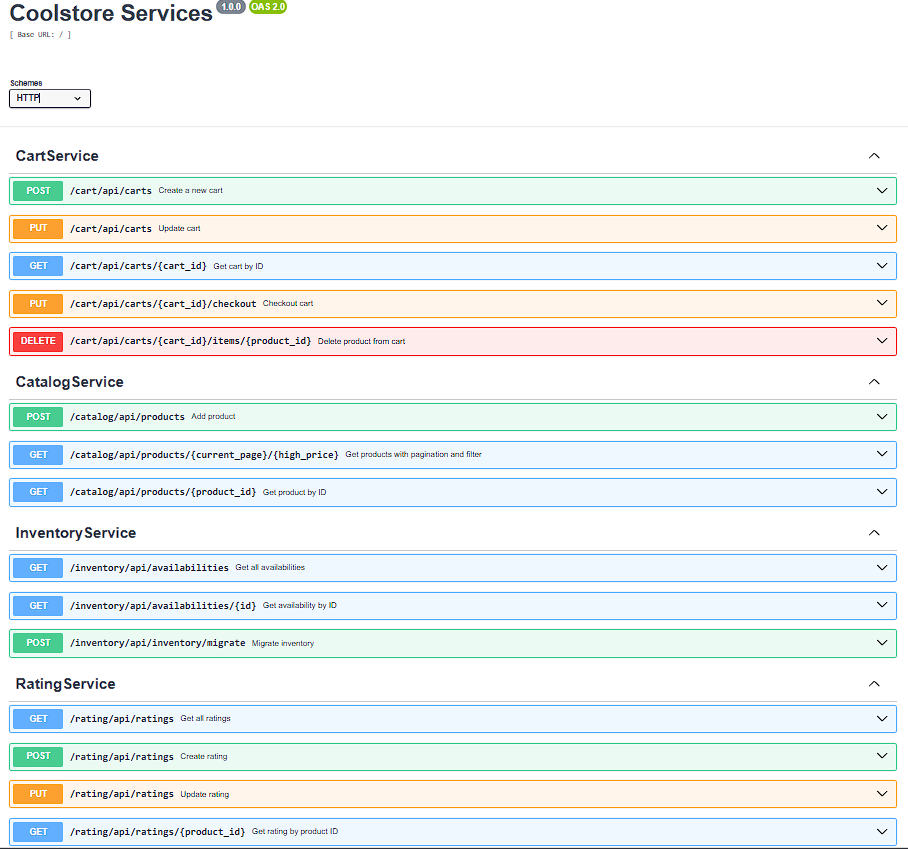 Coolstore Services 1.0.0 OAS 2.0
[ Base URL: / ]
Schemes
HTTP
CartService
POST /cart/api/carts Create a new cart
PUT /cart/api/carts Update cart
GET /cart/api/carts/{cart_id} Get cart by ID
PUT /cart/api/carts/{cart_id}/checkout Checkout cart
DELETE /cart/api/carts/{cart_id}/items/{product_id} Delete product from cart
CatalogService
POST /catalog/api/products Add product
GET /catalog/api/products/{current_page}/{high_price} Get products with pagination and filter
GET /catalog/api/products/{product_id} Get product by ID
InventoryService
GET /inventory/api/availabilities Get all availabilities
GET /inventory/api/availabilities/{id} Get availability by ID
POST /inventory/api/inventory/migrate Migrate inventory
RatingService
GET /rating/api/ratings Get all ratings
POST /rating/api/ratings Create rating
PUT /rating/api/ratings Update rating
GET /rating/api/ratings/{product_id} Get rating by product ID